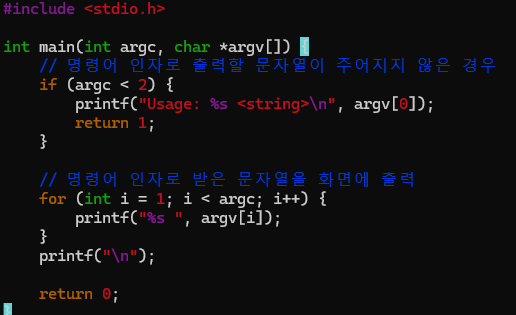 #include <stdio.h>

int main(int argc, char *argv[]) {
    // 명령어 인자로 출력할 문자열이 주어지지 않은 경우
    if (argc < 2) {
        printf("Usage: %s <string>\n", argv[0]);
        return 1;
    }

    // 명령어 인자로 받은 문자열을 화면에 출력
    for (int i = 1; i < argc; i++) {
        printf("%s ", argv[i]);
    }
    printf("\n");

    return 0;
}